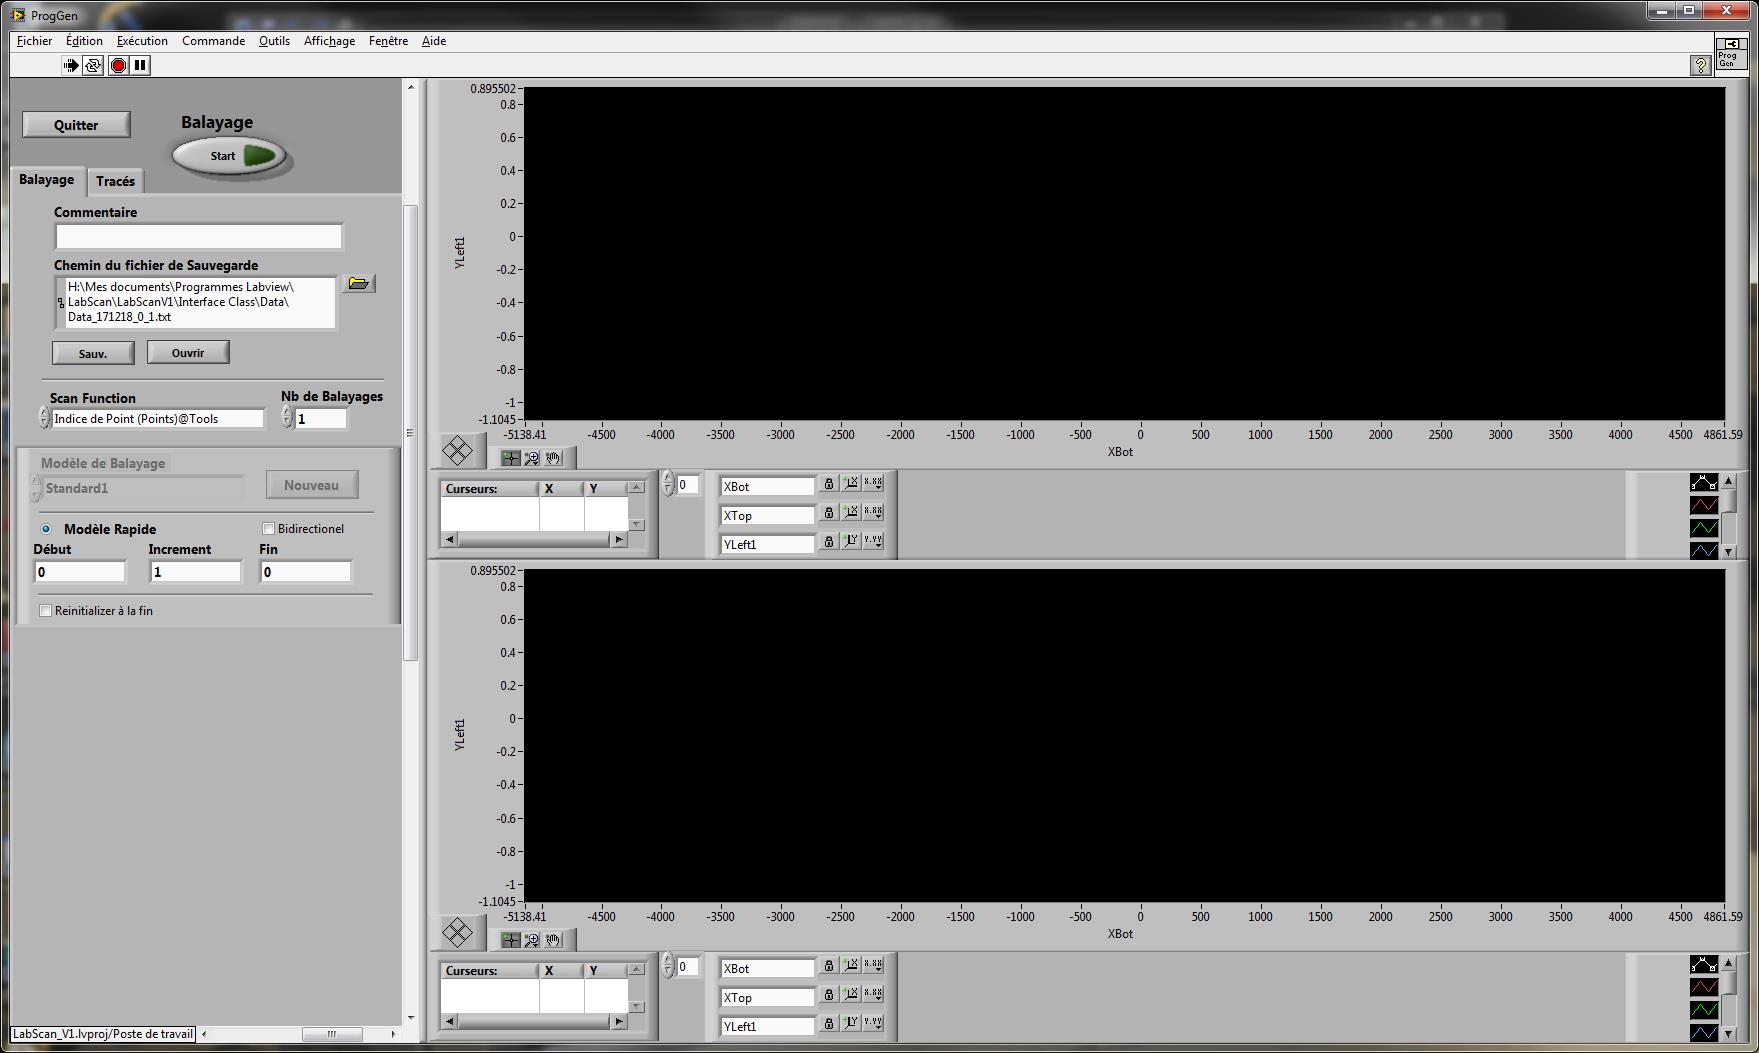 ProgGen
Fichier Édition Exécution Commande Outils Affichage Fenêtre Aide
Prog
Gen
Quitter
Balayage
Start
Balayage Tracés
Commentaire
Chemin du fichier de Sauvegarde
H:\Mes documents\Programmes Labview\
LabScan\LabScanV1\Interface Class\Data\
Data_171218_0_1.txt
Sauv. Ouvrir
Scan Function Nb de Balayages
Indice de Point (Points)@Tools 1
Modèle de Balayage
Standard1 Nouveau
Modèle Rapide Bidirectionel
Début Increment Fin
0 1 0
Reinitializer à la fin
LabScan_V1.lvproj/Poste de travail
0.895502
0.8
0.6
0.4
0.2
0
-0.2
-0.4
-0.6
-0.8
-1
-1.1045
YLeft1
-5138.41 -4500 -4000 -3500 -3000 -2500 -2000 -1500 -1000 -500 0 500 1000 1500 2000 2500 3000 3500 4000 4500 4861.59
XBot
Curseurs: X Y
0
XBot X.XX
XTop X.XX
YLeft1 Y.YY
0.895502
0.8
0.6
0.4
0.2
0
-0.2
-0.4
-0.6
-0.8
-1
-1.1045
YLeft1
-5138.41 -4500 -4000 -3500 -3000 -2500 -2000 -1500 -1000 -500 0 500 1000 1500 2000 2500 3000 3500 4000 4500 4861.59
XBot
Curseurs: X Y
0
XBot X.XX
XTop X.XX
YLeft1 Y.YY